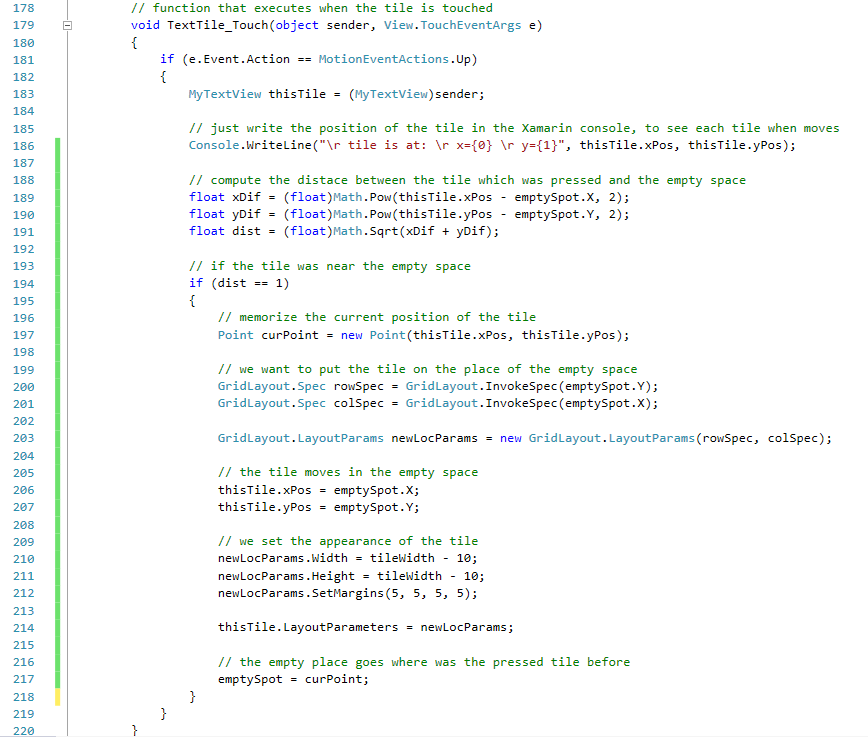 178 // function that executes when the tile is touched
179 void TextTile_Touch(object sender, View.TouchEventArgs e)
180 {
181 if (e.Event.Action == MotionEventActions.Up)
182 {
183 MyTextView thisTile = (MyTextView)sender;
184
185 // just write the position of the tile in the Xamarin console, to see each tile when moves
186 Console.WriteLine("\r tile is at: \r x={0} \r y={1}", thisTile.xPos, thisTile.yPos);
187
188 // compute the distace between the tile which was pressed and the empty space
189 float xDif = (float)Math.Pow(thisTile.xPos - emptySpot.X, 2);
190 float yDif = (float)Math.Pow(thisTile.yPos - emptySpot.Y, 2);
191 float dist = (float)Math.Sqrt(xDif + yDif);
192
193 // if the tile was near the empty space
194 if (dist == 1)
195 {
196 // memorize the current position of the tile
197 Point curPoint = new Point(thisTile.xPos, thisTile.yPos);
198
199 // we want to put the tile on the place of the empty space
200 GridLayout.Spec rowSpec = GridLayout.InvokeSpec(emptySpot.Y);
201 GridLayout.Spec colSpec = GridLayout.InvokeSpec(emptySpot.X);
202
203 GridLayout.LayoutParams newLocParams = new GridLayout.LayoutParams(rowSpec, colSpec);
204
205 // the tile moves in the empty space
206 thisTile.xPos = emptySpot.X;
207 thisTile.yPos = emptySpot.Y;
208
209 // we set the appearance of the tile
210 newLocParams.Width = tileWidth - 10;
211 newLocParams.Height = tileWidth - 10;
212 newLocParams.SetMargins(5, 5, 5, 5);
213
214 thisTile.LayoutParameters = newLocParams;
215
216 // the empty place goes where was the pressed tile before
217 emptySpot = curPoint;
218 }
219 }
220 }